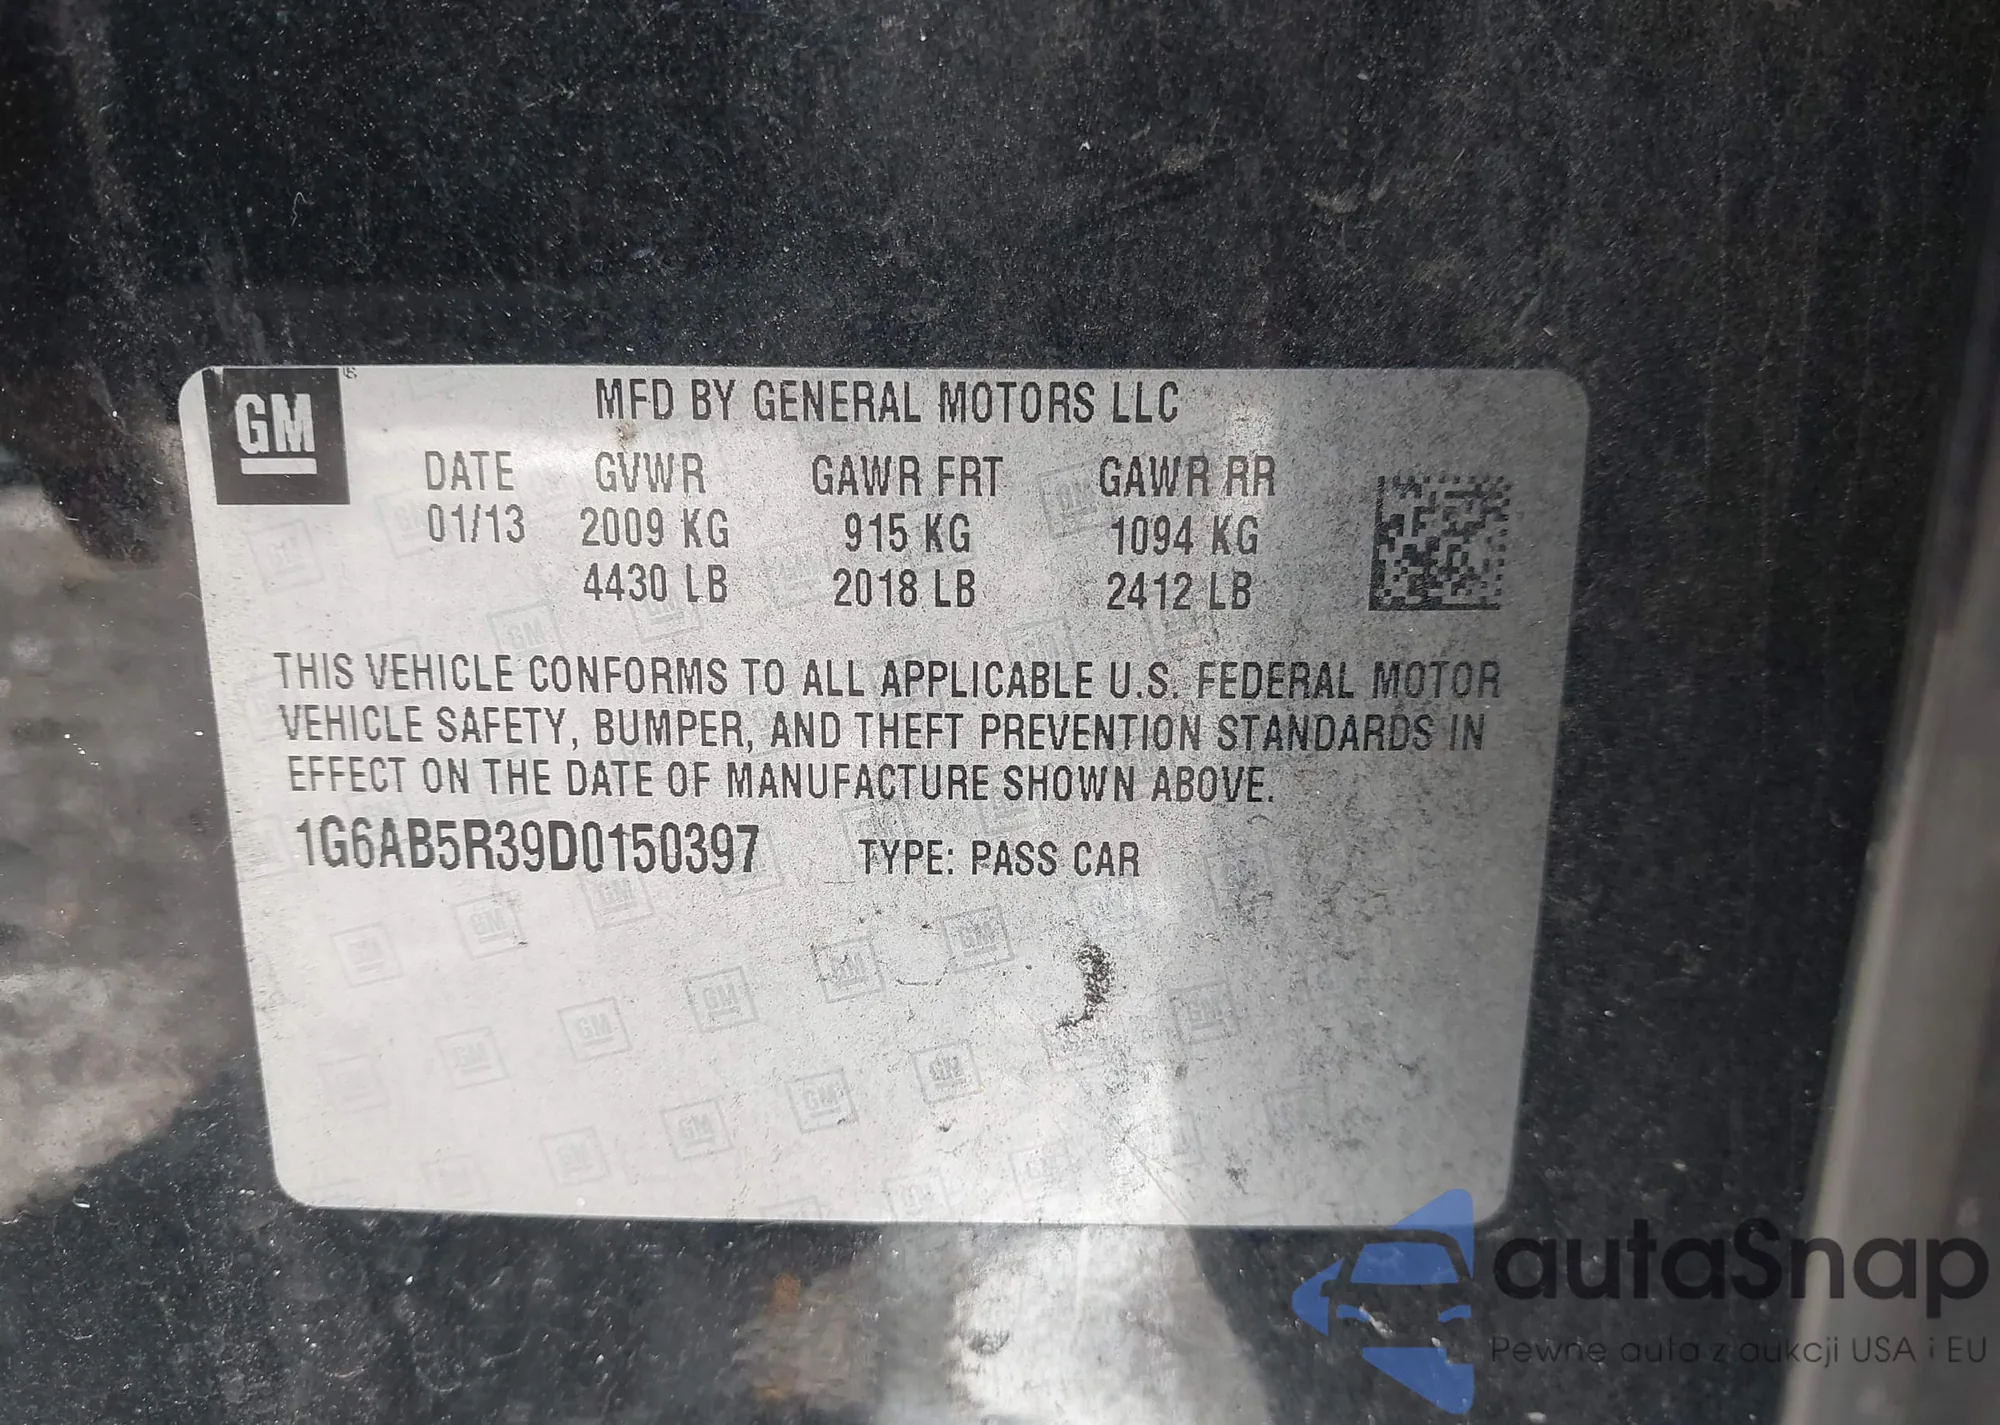 GM
MFD BY GENERAL MOTORS LLC
DATE GVWR GAWR FRT GAWR RR
01/13 2009 KG 915 KG 1094 KG
4430 LB 2018 LB 2412 LB
THIS VEHICLE CONFORMS TO ALL APPLICABLE U.S. FEDERAL MOTOR
VEHICLE SAFETY, BUMPER, AND THEFT PREVENTION STANDARDS IN
EFFECT ON THE DATE OF MANUFACTURE SHOWN ABOVE.
1G6AB5R39D0150397 TYPE: PASS CAR
autaSnap
Pewne auta z aukcji USA i EU